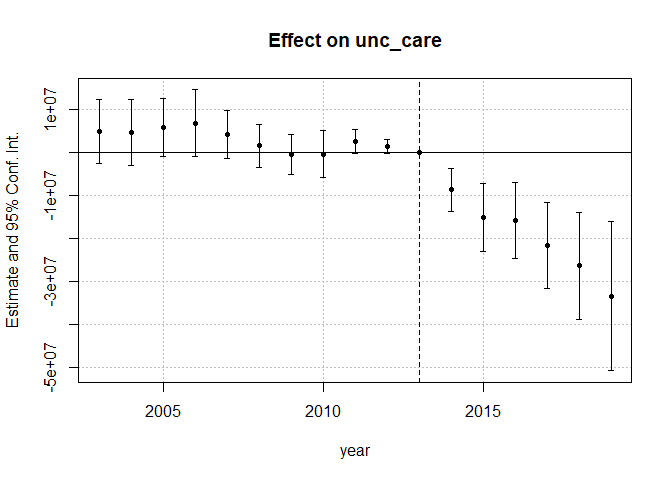 Effect on unc_care
Estimate and 95% Conf. Int.
1e+07
-1e+07
-3e+07
-5e+07
2005 2010 2015
year